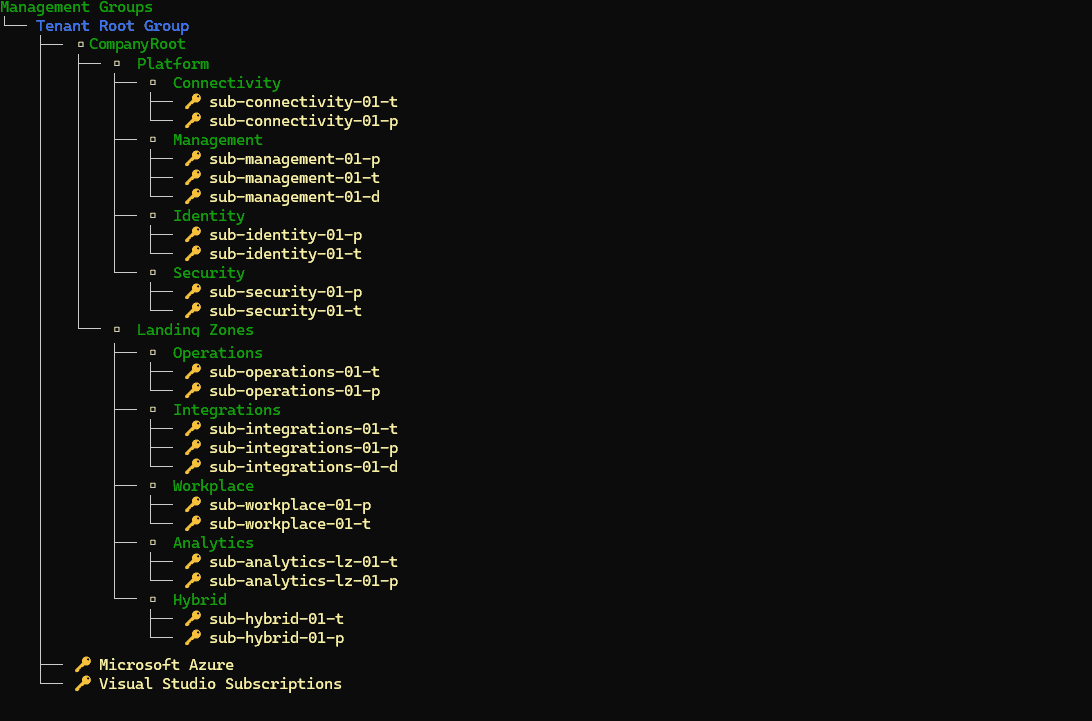 Management Groups
Tenant Root Group
CompanyRoot
Platform
Connectivity
sub-connectivity-01-t
sub-connectivity-01-p
Management
sub-management-01-p
sub-management-01-t
sub-management-01-d
Identity
sub-identity-01-p
sub-identity-01-t
Security
sub-security-01-p
sub-security-01-t
Landing Zones
Operations
sub-operations-01-t
sub-operations-01-p
Integrations
sub-integrations-01-t
sub-integrations-01-p
sub-integrations-01-d
Workplace
sub-workplace-01-p
sub-workplace-01-t
Analytics
sub-analytics-lz-01-t
sub-analytics-lz-01-p
Hybrid
sub-hybrid-01-t
sub-hybrid-01-p
Microsoft Azure
Visual Studio Subscriptions